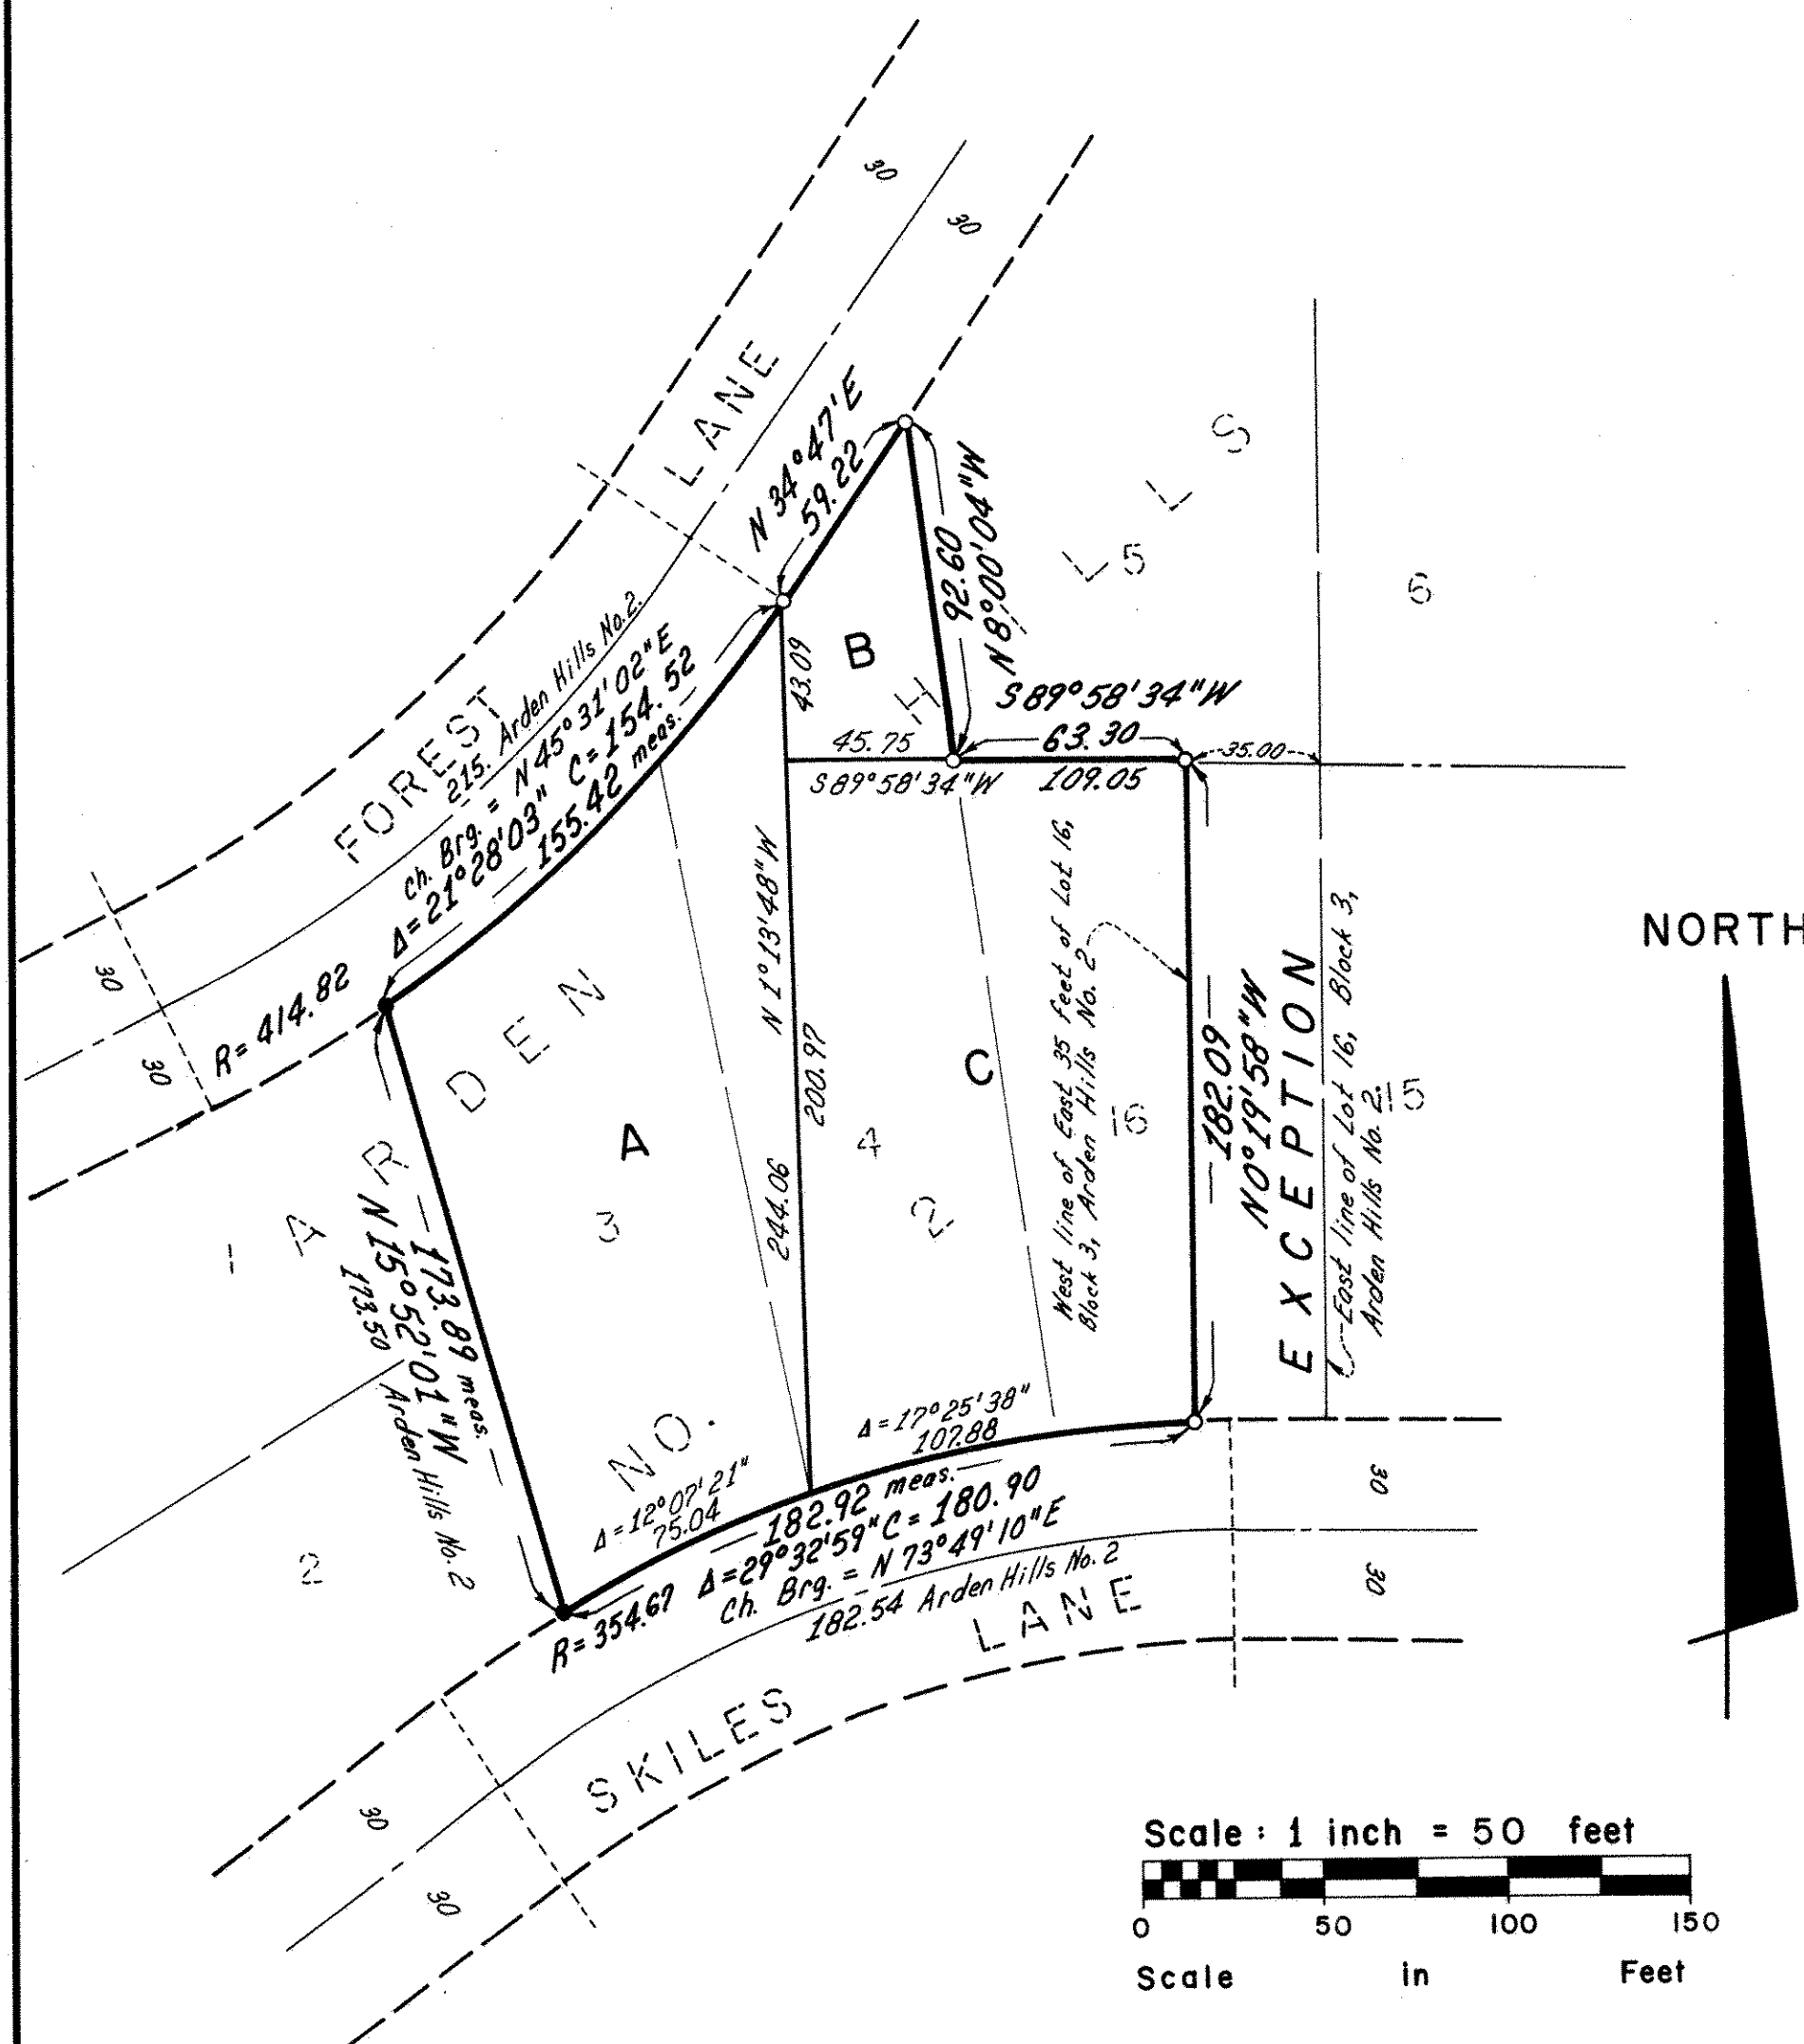 30
30
FOREST LANE
N 34°47'E
59.22
92.60
N 8°00'04"W
215. Arden Hills No. 2.
Ch. Brg. = N 45°31'02"E
Δ=21°28'03" C=154.52
155.42 meas.
R=414.82
30
30
43.09
B
45.75
S89°58'34"W
S 89°58'34"W
63.30
109.05
35.00
5
6
ARDEN HILLS
NO. 2
N 1°13'48"W
200.97
244.06
A
3
4
C
16
15
1
2
West line of East 35 Feet of Lot 16,
Block 3, Arden Hills No. 2
182.09
N0°19'58"W
EXCEPTION
East line of Lot 16, Block 3,
Arden Hills No. 2.
NORTH
173.89 meas.
N 15°52'01"W
173.50 Arden Hills No. 2
Δ=12°07'21"
75.04
Δ=17°25'38"
107.88
182.92 meas.
R=354.67 Δ=29°32'59" C=180.90
Ch. Brg. = N 73°49'10"E
182.54 Arden Hills No. 2
SKILES LANE
30
30
30
30
Scale : 1 inch = 50 feet
0 50 100 150
Scale in Feet